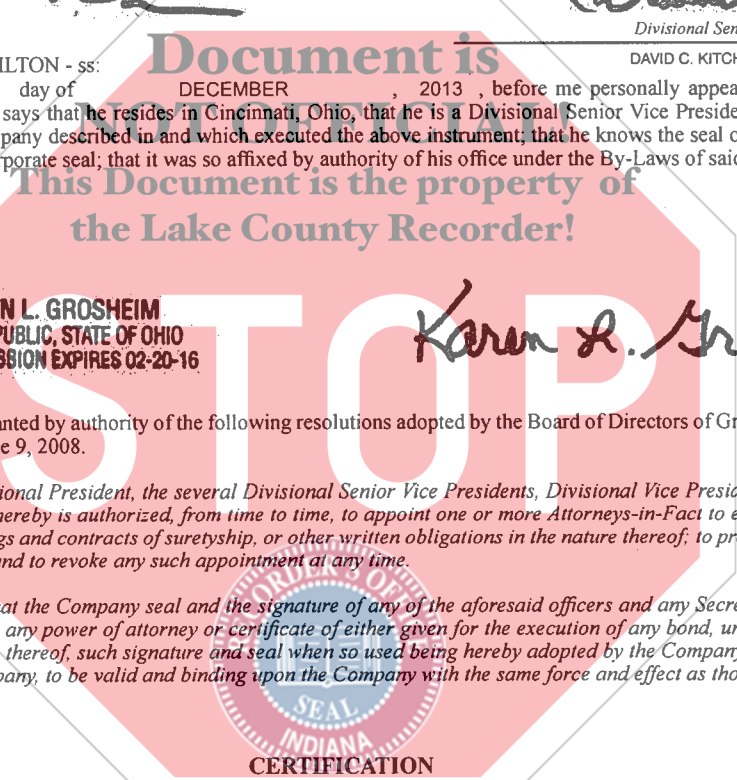 Divisional Sen
DAVID C. KITCH
ILTON - ss:
day of DECEMBER , 2013 , before me personally appea
says that he resides in Cincinnati, Ohio, that he is a Divisional Senior Vice Preside
pany described in and which executed the above instrument; that he knows the seal o
rporate seal; that it was so affixed by authority of his office under the By-Laws of said
Document is
NOT OFFICIAL!
This Document is the property of
the Lake County Recorder!
STOP
N L. GROSHEIM
PUBLIC, STATE OF OHIO
SSION EXPIRES 02-20-16
Karen L. Gr
anted by authority of the following resolutions adopted by the Board of Directors of Gr
e 9, 2008.
ional President, the several Divisional Senior Vice Presidents, Divisional Vice Presid
hereby is authorized, from time to time, to appoint one or more Attorneys-in-Fact to e
gs and contracts of suretyship, or other written obligations in the nature thereof; to pr
and to revoke any such appointment at any time.
at the Company seal and the signature of any of the aforesaid officers and any Secre
any power of attorney or certificate of either given for the execution of any bond, un
thereof, such signature and seal when so used being hereby adopted by the Company
pany, to be valid and binding upon the Company with the same force and effect as tho
RECORDER'S OFFICE
SEAL
INDIANA
CERTIFICATION